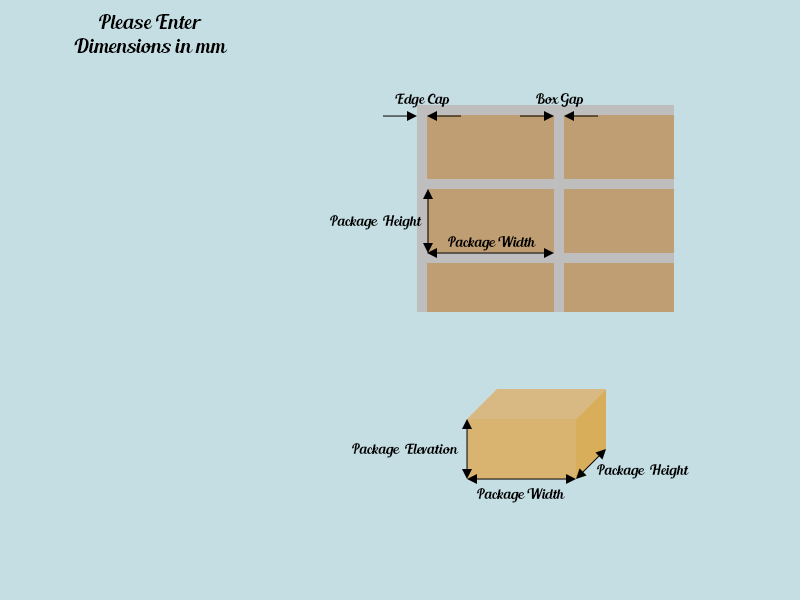 Please Enter
Dimensions in mm
Edge Cap
Box Gap
Package Height
Package Width
Package Elevation
Package Height
Package Width